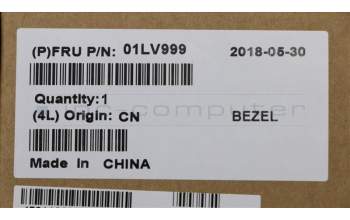 (P)FRU P/N: 01LV999 2018-05-30
Quantity:1
(4L) Origin: CN BEZEL
Made in CHINA